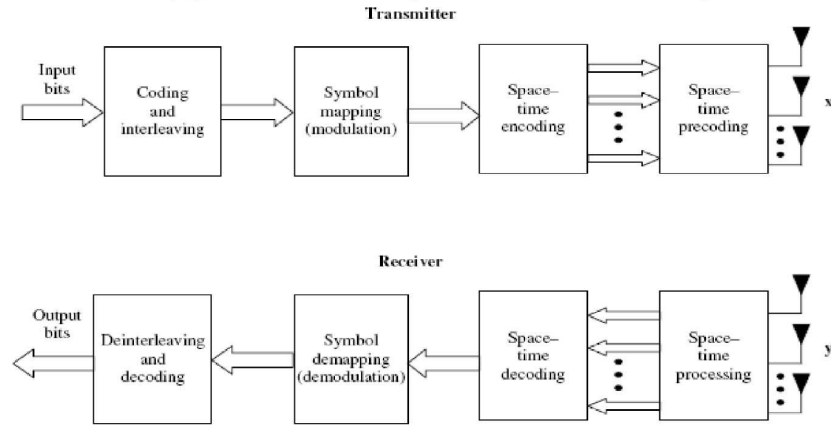 Transmitter
Input
bits
Coding
and
interleaving
Symbol
mapping
(modulation)
Space–
time
encoding
Space–
time
precoding
x
Receiver
Output
bits
Deinterleaving
and
decoding
Symbol
demapping
(demodulation)
Space–
time
decoding
Space–
time
processing
y